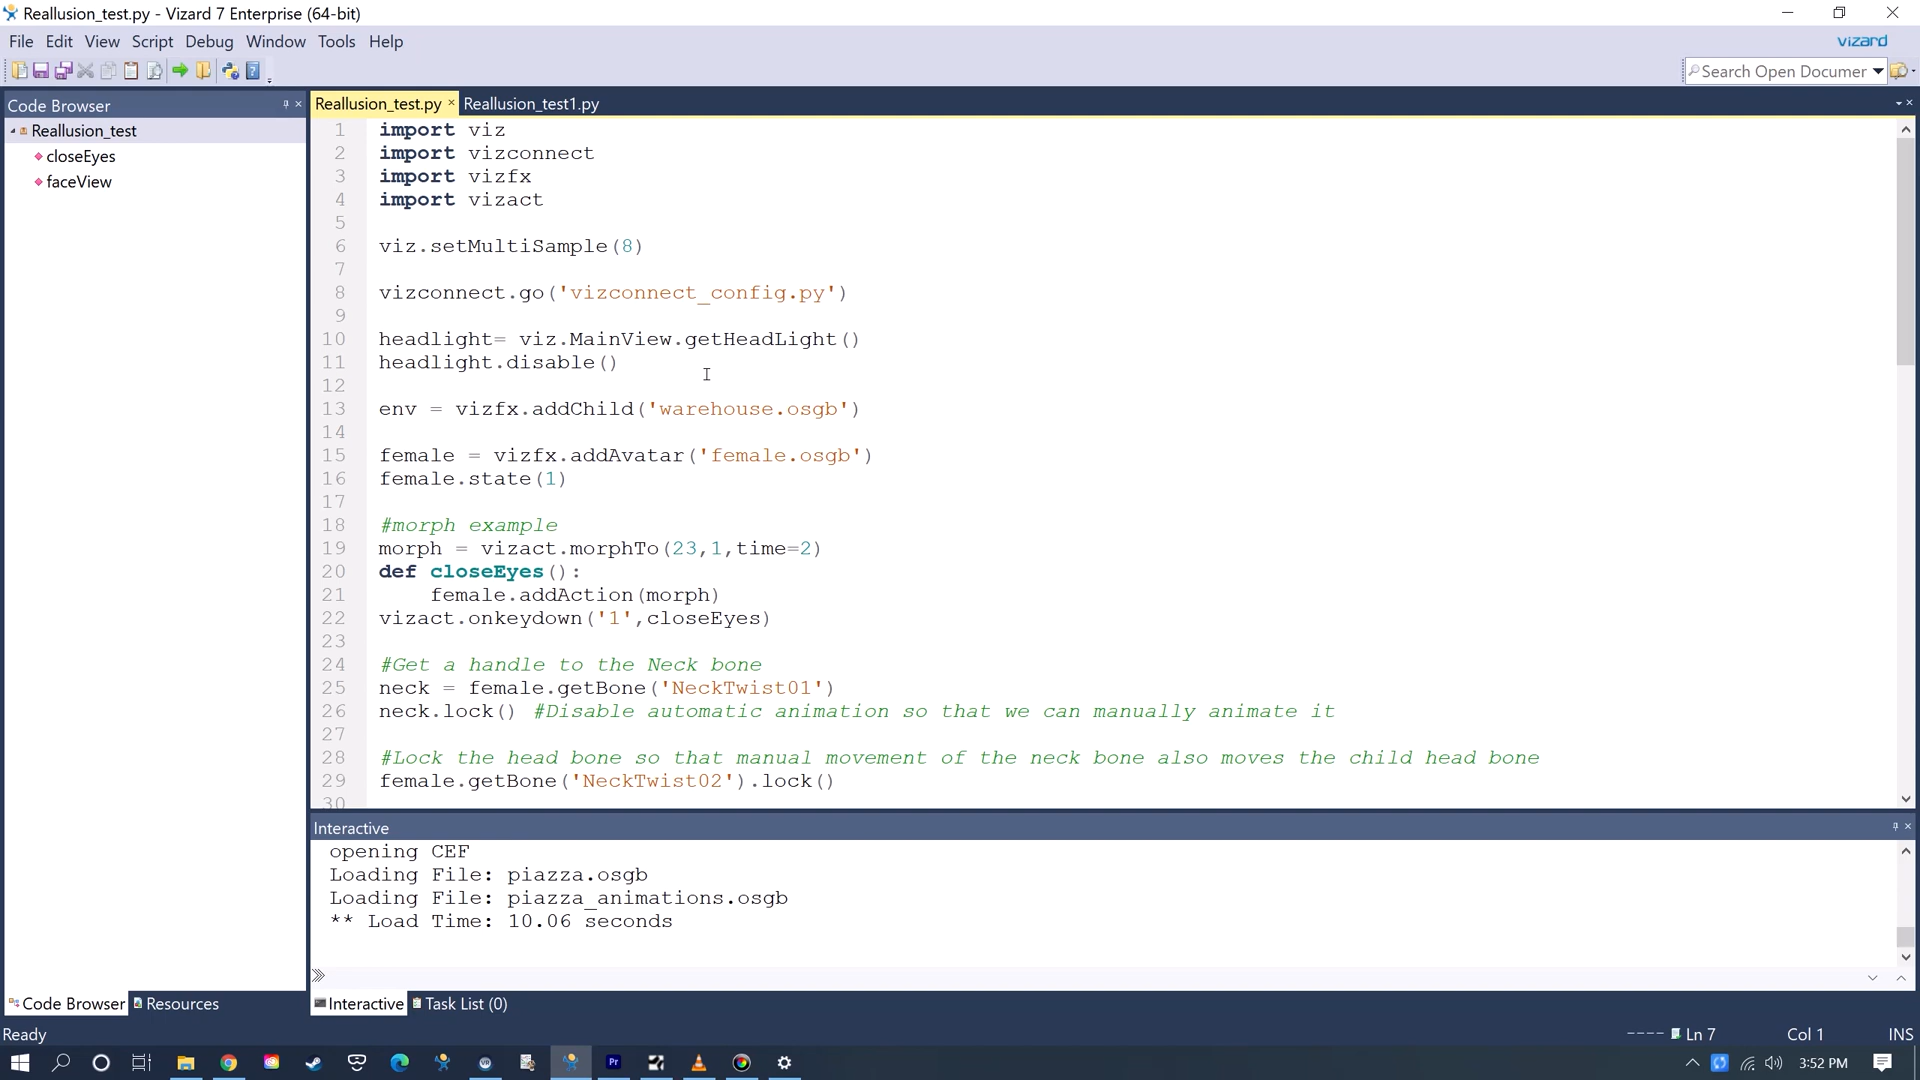 Reallusion_test.py - Vizard 7 Enterprise (64-bit)
File Edit View Script Debug Window Tools Help
vizard
Search Open Documer
Code Browser
Reallusion_test
closeEyes
faceView
Reallusion_test.py Reallusion_test1.py
1 import viz
2 import vizconnect
3 import vizfx
4 import vizact
5
6 viz.setMultiSample(8)
7
8 vizconnect.go('vizconnect_config.py')
9
10 headlight= viz.MainView.getHeadLight()
11 headlight.disable()
12
13 env = vizfx.addChild('warehouse.osgb')
14
15 female = vizfx.addAvatar('female.osgb')
16 female.state(1)
17
18 #morph example
19 morph = vizact.morphTo(23,1,time=2)
20 def closeEyes():
21 female.addAction(morph)
22 vizact.onkeydown('1',closeEyes)
23
24 #Get a handle to the Neck bone
25 neck = female.getBone('NeckTwist01')
26 neck.lock() #Disable automatic animation so that we can manually animate it
27
28 #Lock the head bone so that manual movement of the neck bone also moves the child head bone
29 female.getBone('NeckTwist02').lock()
30
Interactive
opening CEF
Loading File: piazza.osgb
Loading File: piazza_animations.osgb
** Load Time: 10.06 seconds
Code Browser Resources
Interactive Task List (0)
Ready Ln 7 Col 1 INS
Pr 3:52 PM